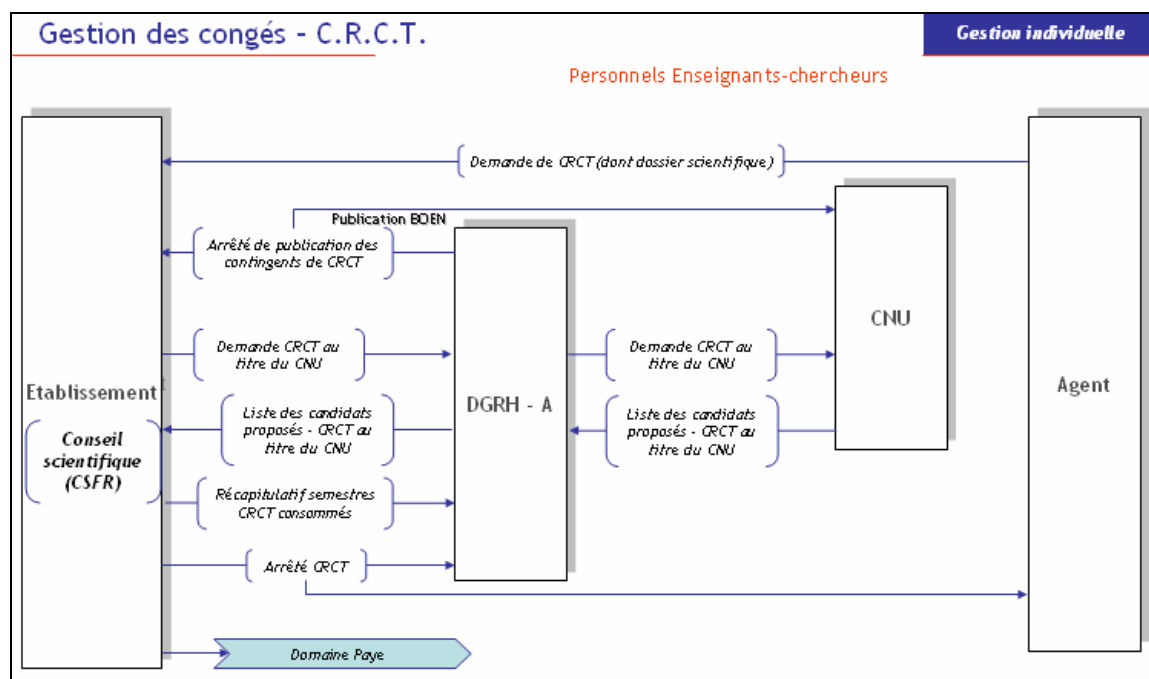 Gestion des congés - C.R.C.T.
Gestion individuelle
Personnels Enseignants-chercheurs
Demande de CRCT (dont dossier scientifique)
Publication BOEN
Arrêté de publication des
contingents de CRCT
CNU
Demande CRCT au
titre du CNU
Demande CRCT au
titre du CNU
Etablissement
Conseil
scientifique
(CSFR)
DGRH - A
Agent
Liste des candidats
proposés - CRCT au
titre du CNU
Liste des candidats
proposés - CRCT au
titre du CNU
Récapitulatif semestres
CRCT consommés
Arrêté CRCT
Domaine Paye